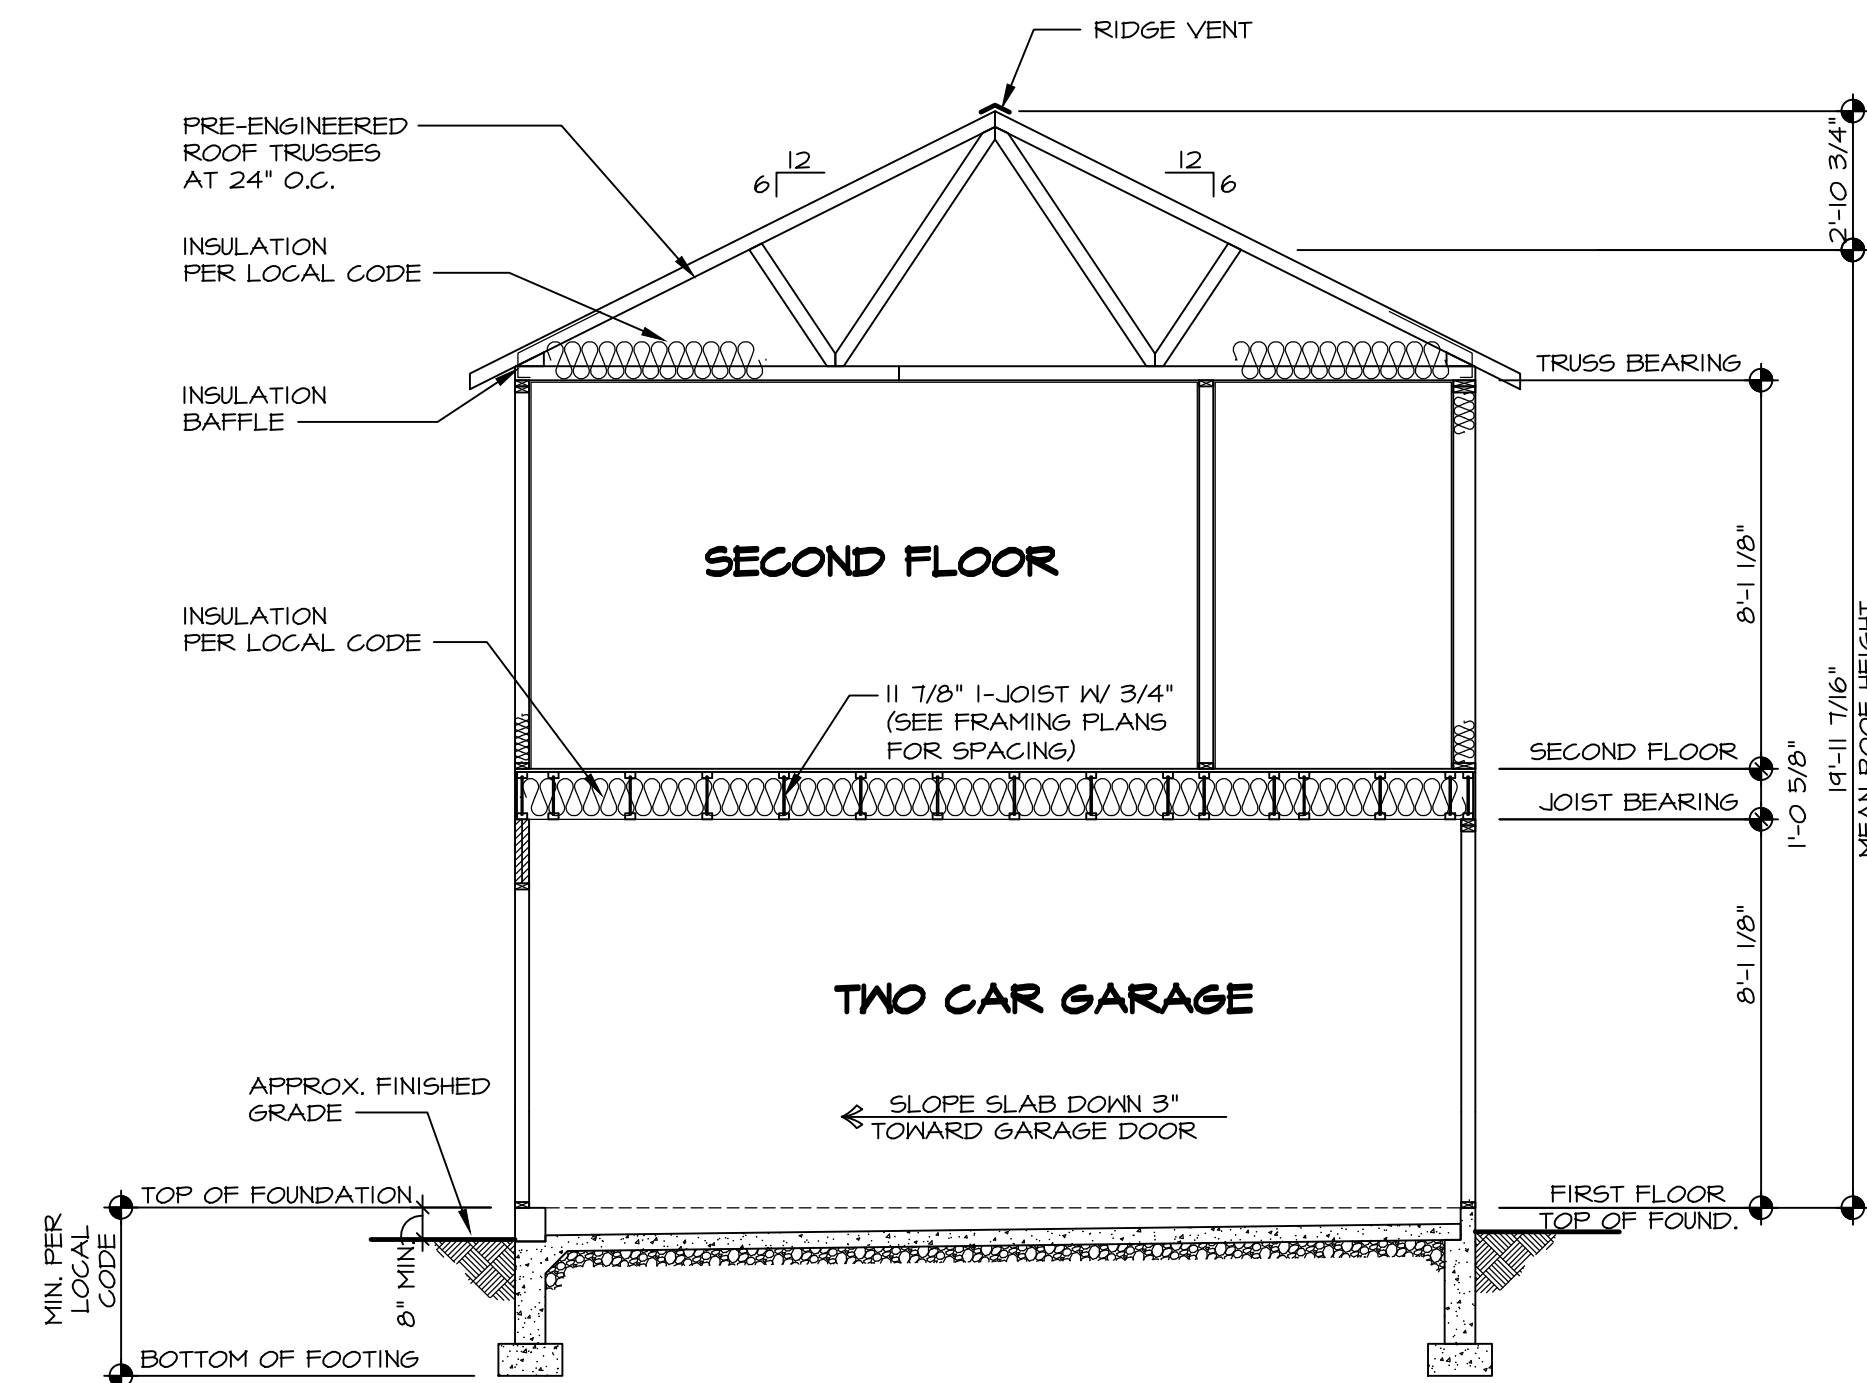 RIDGE VENT
PRE-ENGINEERED
ROOF TRUSSES
AT 24" O.C.
12
6
12
6
2'-10 3/4"
INSULATION
PER LOCAL CODE
TRUSS BEARING
INSULATION
BAFFLE
SECOND FLOOR
8'-1 1/8"
INSULATION
PER LOCAL CODE
11 7/8" I-JOIST W/ 3/4"
(SEE FRAMING PLANS
FOR SPACING)
SECOND FLOOR
JOIST BEARING
1'-0 5/8"
19'-11 7/16"
MEAN ROOF HEIGHT
8'-1 1/8"
TWO CAR GARAGE
APPROX. FINISHED
GRADE
SLOPE SLAB DOWN 3"
TOWARD GARAGE DOOR
TOP OF FOUNDATION
FIRST FLOOR
TOP OF FOUND.
MIN. PER
LOCAL
CODE
8" MIN
BOTTOM OF FOOTING